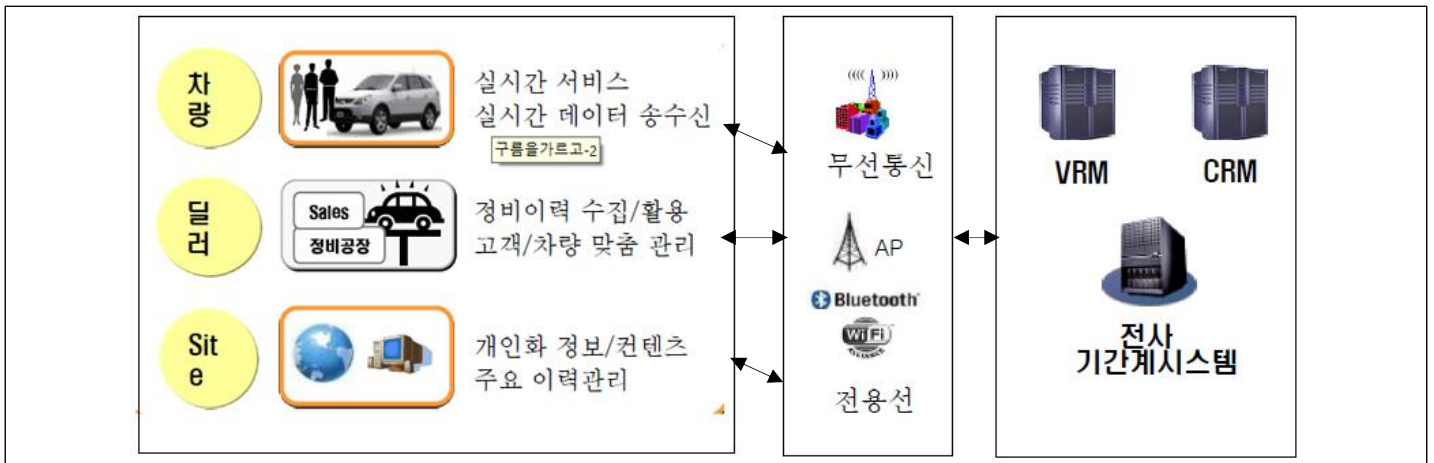 차
량
실시간 서비스
실시간 데이터 송수신
구름을가르고-2
딜
러
Sales
정비공장
정비이력 수집/활용
고객/차량 맞춤 관리
Sit
e
개인화 정보/컨텐츠
주요 이력관리
무선통신
AP
Bluetooth
Wi Fi
ALLIANCE
전용선
VRM
CRM
전사
기간계시스템